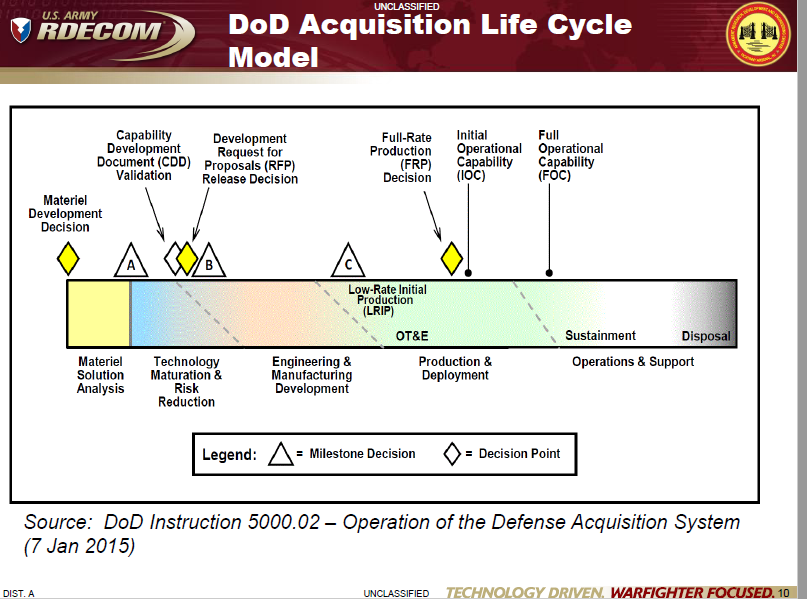 UNCLASSIFIED
U.S. ARMY
RDECOM
DoD Acquisition Life Cycle
Model
Capability
Development
Document (CDD)
Validation
Development
Request for
Proposals (RFP)
Release Decision
Full-Rate
Production
(FRP)
Decision
Initial
Operational
Capability
(IOC)
Full
Operational
Capability
(FOC)
Materiel
Development
Decision
A
B
C
Low-Rate Initial
Production
(LRIP)
OT&E
Sustainment
Disposal
Materiel
Solution
Analysis
Technology
Maturation &
Risk
Reduction
Engineering &
Manufacturing
Development
Production &
Deployment
Operations & Support
Legend:
= Milestone Decision
= Decision Point
Source: DoD Instruction 5000.02 – Operation of the Defense Acquisition System
(7 Jan 2015)
DIST. A
UNCLASSIFIED
TECHNOLOGY DRIVEN. WARFIGHTER FOCUSED. 10